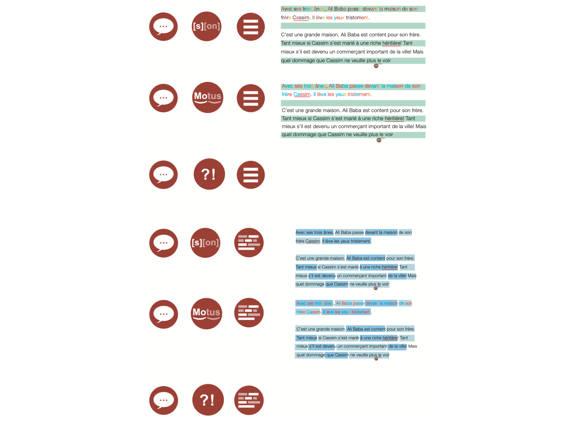 Avec ses trois ânes, Ali Baba passe devant la maison de son
[s][on]
frère Cassim. Il lève les yeux tristement.
C'est une grande maison. Ali Baba est content pour son frère.
Tant mieux si Cassim s'est marié à une riche héritière! Tant
mieux s'il est devenu un commerçant important de la ville! Mais
quel dommage que Cassim ne veuille plus le voir
Avec ses trois ânes, Ali Baba passe devant la maison de son
Motus
frère Cassim. Il lève les yeux tristement.
C'est une grande maison. Ali Baba est content pour son frère.
Tant mieux si Cassim s'est marié à une riche héritière! Tant
mieux s'il est devenu un commerçant important de la ville! Mais
quel dommage que Cassim ne veuille plus le voir
?!
Avec ses trois ânes, Ali Baba passe devant la maison de son
[s][on]
frère Cassim. Il lève les yeux tristement.
C'est une grande maison. Ali Baba est content pour son frère.
Tant mieux si Cassim s'est marié à une riche héritière! Tant
mieux s'il est devenu un commerçant important de la ville! Mais
quel dommage que Cassim ne veuille plus le voir
Avec ses trois ânes, Ali Baba passe devant la maison de son
Motus
frère Cassim. Il lève les yeux tristement.
C'est une grande maison. Ali Baba est content pour son frère.
Tant mieux si Cassim s'est marié à une riche héritière! Tant
mieux s'il est devenu un commerçant important de la ville! Mais
quel dommage que Cassim ne veuille plus le voir
?!